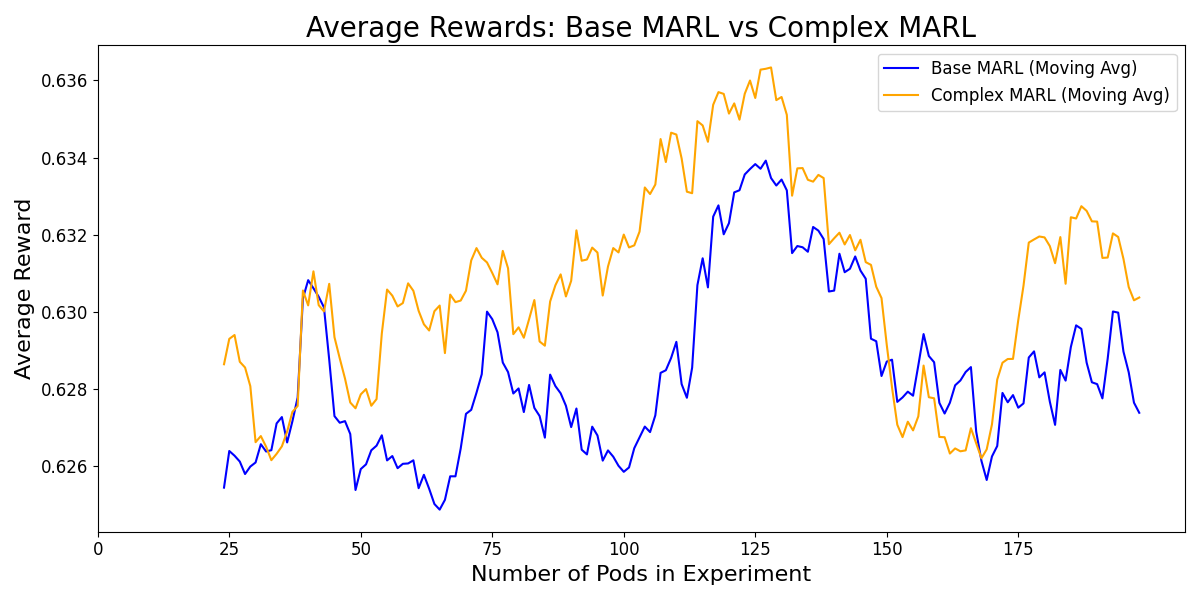 Average Rewards: Base MARL vs Complex MARL
Base MARL (Moving Avg)
Complex MARL (Moving Avg)
0.636
0.634
0.632
0.630
0.628
0.626
Average Reward
0 25 50 75 100 125 150 175
Number of Pods in Experiment